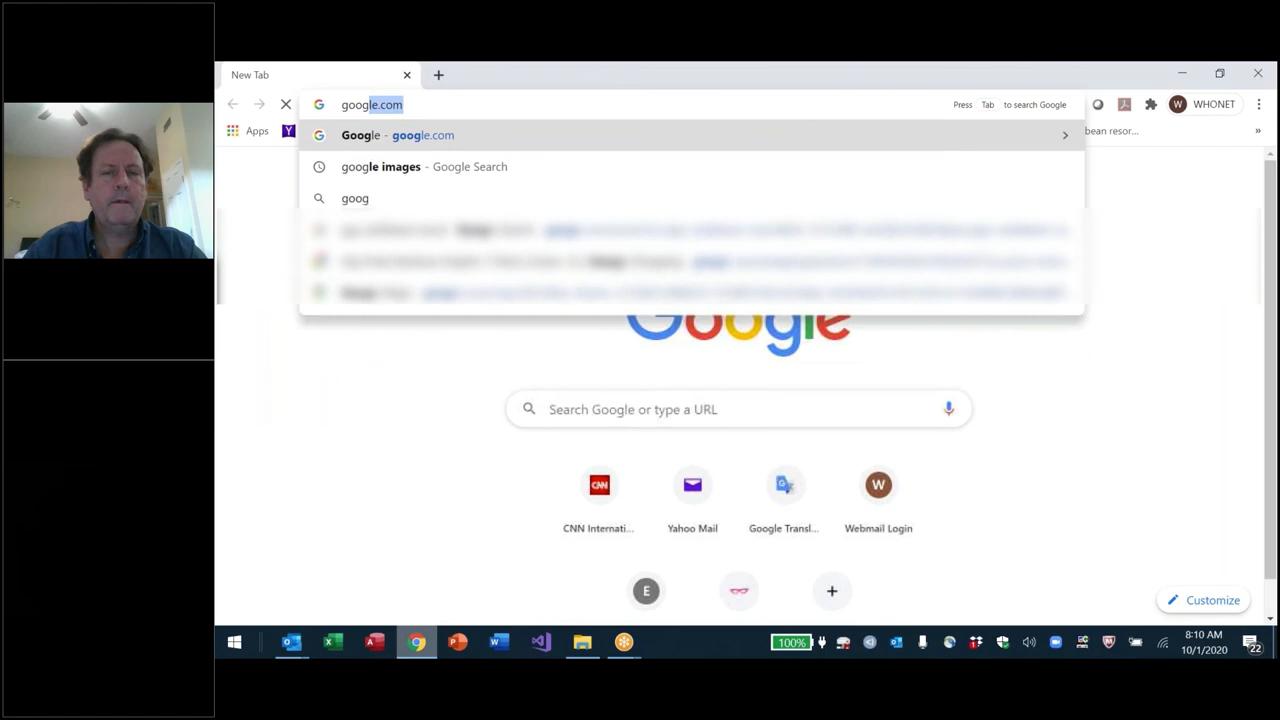 New Tab
google.com
Press Tab to search Google
WHONET
Apps
bean resor...
»
Google - google.com
google images - Google Search
goog
Google
Search Google or type a URL
CNN
W
CNN Internati...
Yahoo Mail
Google Transl...
Webmail Login
E
Customize
100%
8:10 AM
10/1/2020
22